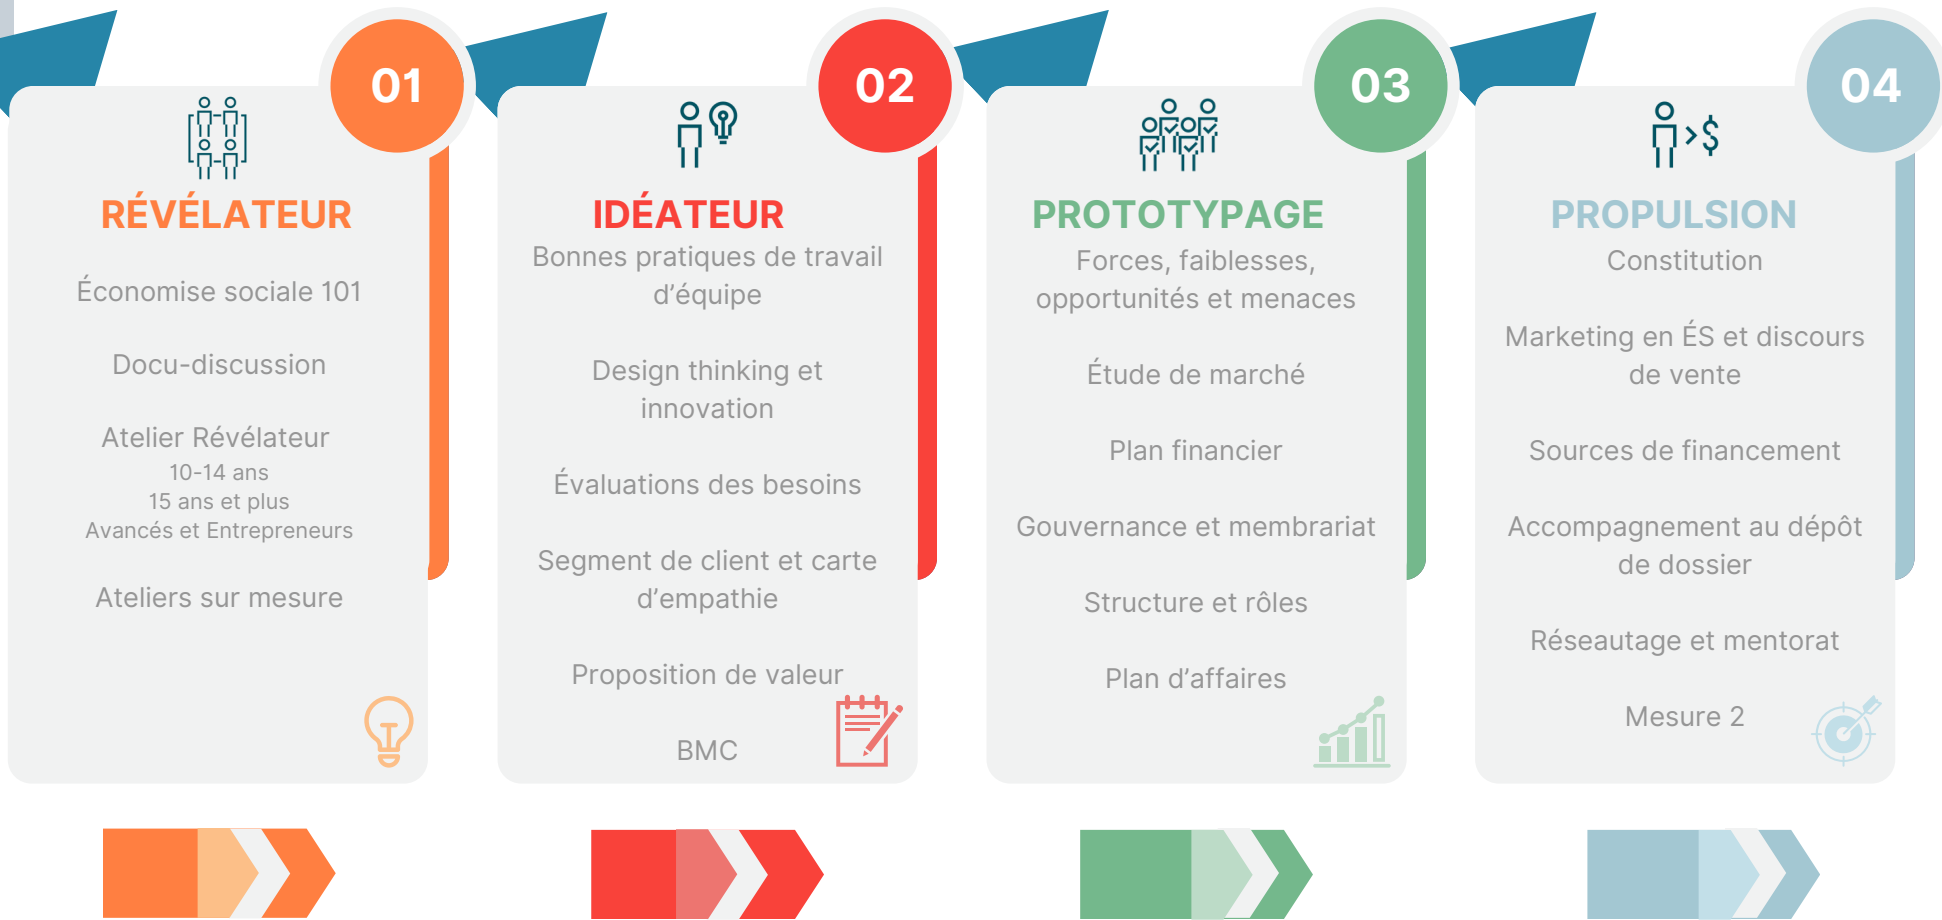 01
RÉVÉLATEUR
Économise sociale 101
Docu-discussion
Atelier Révélateur
10-14 ans
15 ans et plus
Avancés et Entrepreneurs
Ateliers sur mesure
02
IDÉATEUR
Bonnes pratiques de travail
d’équipe
Design thinking et
innovation
Évaluations des besoins
Segment de client et carte
d’empathie
Proposition de valeur
BMC
03
PROTOTYPAGE
Forces, faiblesses,
opportunités et menaces
Étude de marché
Plan financier
Gouvernance et membrariat
Structure et rôles
Plan d’affaires
04
PROPULSION
Constitution
Marketing en ÉS et discours
de vente
Sources de financement
Accompagnement au dépôt
de dossier
Réseautage et mentorat
Mesure 2